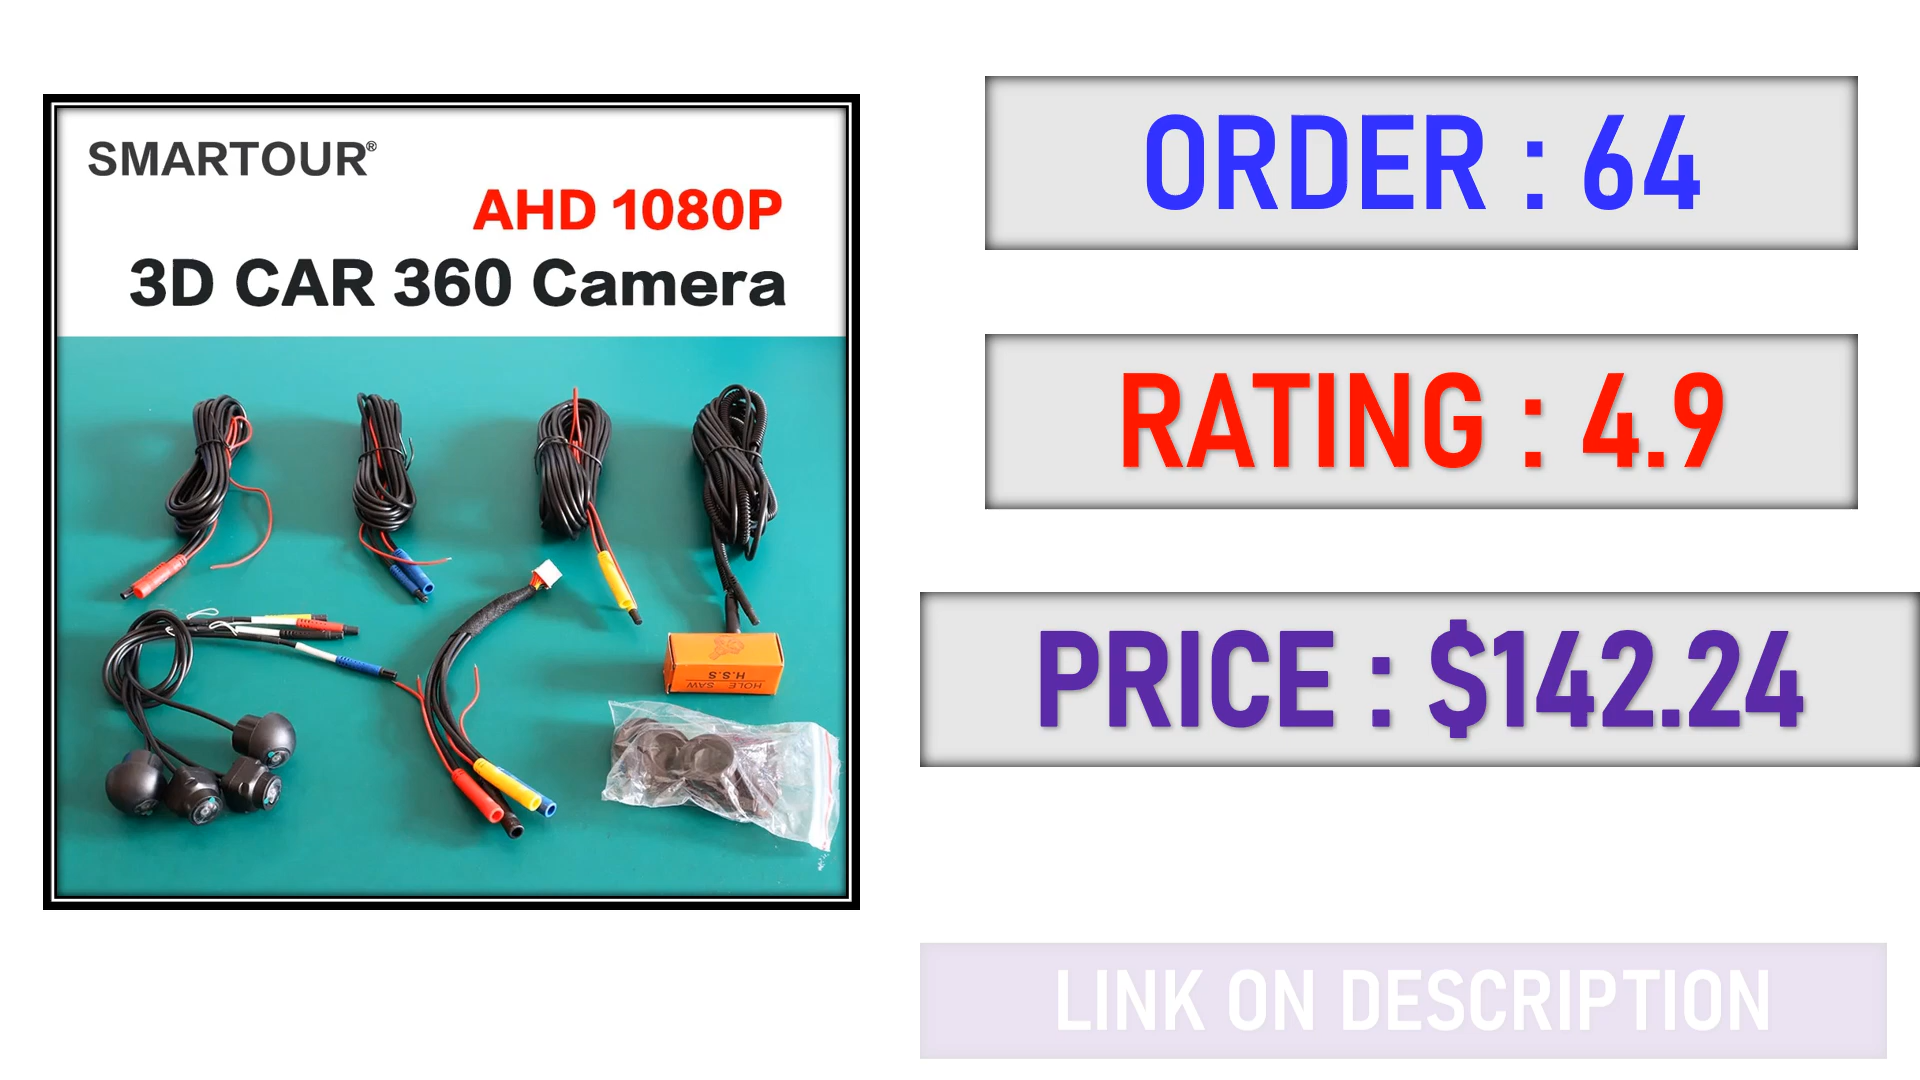 SMARTOUR®
AHD 1080P
3D CAR 360 Camera
HOLE SAW
H.S.S
ORDER : 64
RATING : 4.9
PRICE : $142.24
LINK ON DESCRIPTION